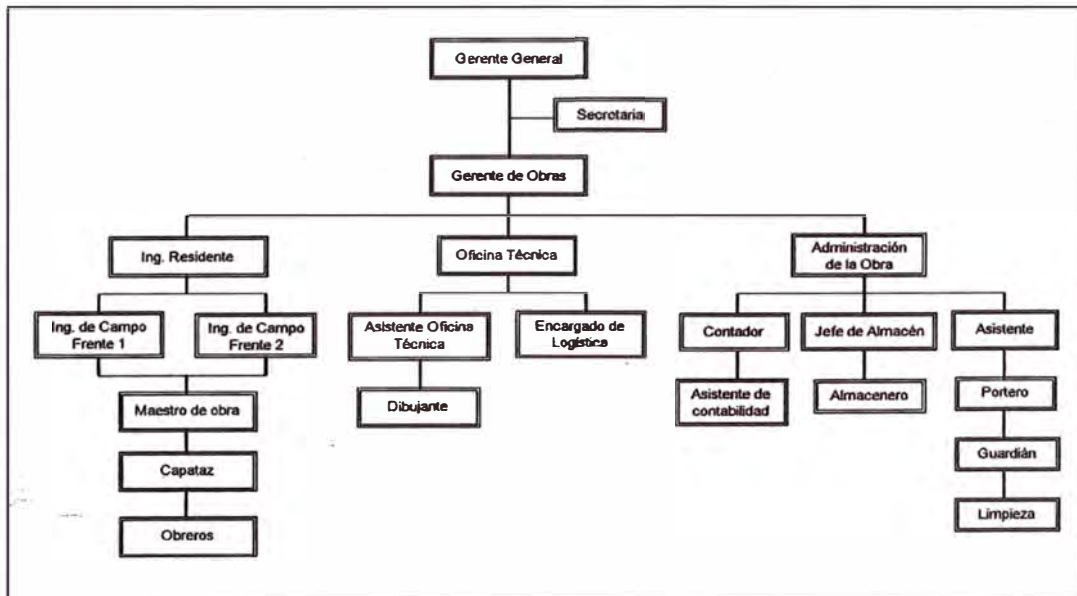 Gerente General
Secretaria
Gerente de Obras
Ing. Residente
Oficina Técnica
Administración
de la Obra
Ing. de Campo
Frente 1
Ing. de Campo
Frente 2
Asistente Oficina
Técnica
Encargado de
Logística
Contador
Jefe de Almacén
Asistente
Maestro de obra
Dibujante
Asistente de
contabilidad
Almacenero
Portero
Capataz
Guardián
Obreros
Limpieza